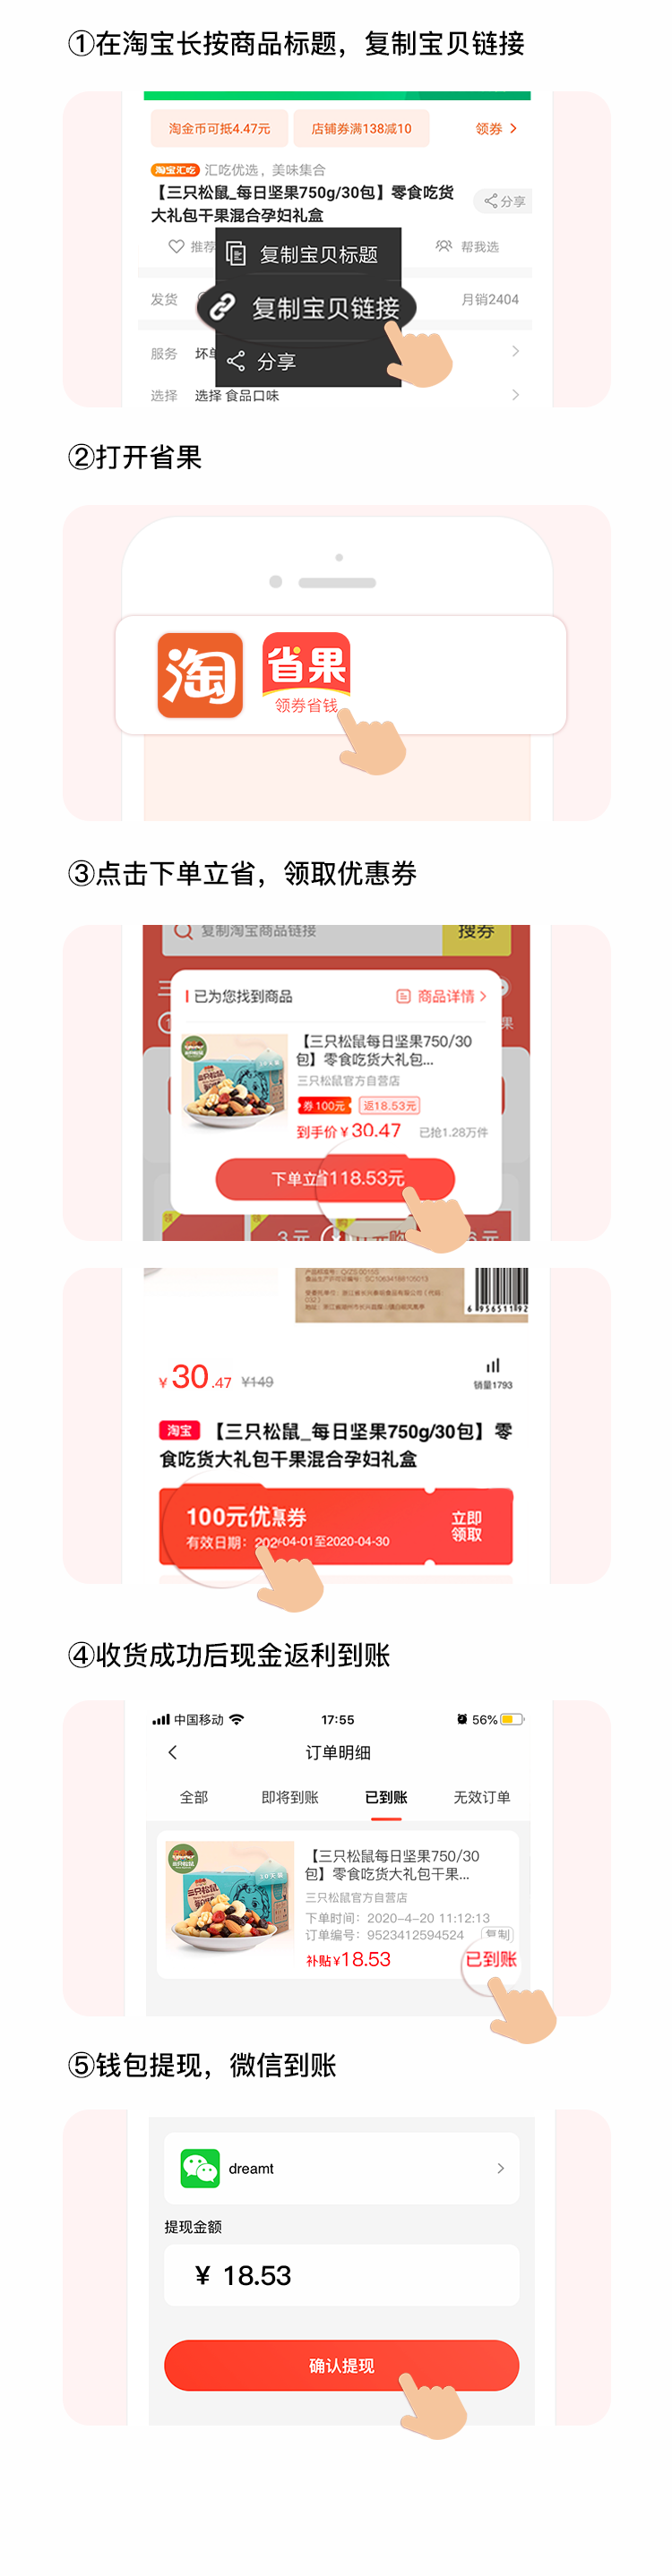 ①在淘宝长按商品标题，复制宝贝链接
淘金币可抵4.47元
店铺券满138减10
领券
淘宝汇吃 汇吃优选，美味集合
【三只松鼠_每日坚果750g/30包】零食吃货
大礼包干果混合孕妇礼盒
分享
推荐
复制宝贝标题
帮我选
发货
复制宝贝链接
月销2404
服务
坏单
分享
选择
选择 食品口味
②打开省果
淘
省果
领券省钱
③点击下单立省，领取优惠券
复制淘宝商品链接
搜券
已为您找到商品
商品详情
【三只松鼠每日坚果750/30
包】零食吃货大礼包...
三只松鼠官方自营店
券100元
返18.53元
到手价¥30.47
已抢1.28万件
下单立省118.53元
食品生产许可证编号：SC10634188105013
6 956511 92
¥30.47 ¥149
销量1793
淘宝 【三只松鼠_每日坚果750g/30包】零
食吃货大礼包干果混合孕妇礼盒
100元优惠券
有效日期：202 04-01至2020-04-30
立即
领取
④收货成功后现金返利到账
中国移动
17:55
56%
订单明细
全部
即将到账
已到账
无效订单
三只松鼠
【三只松鼠每日坚果750/30
包】零食吃货大礼包干果...
三只松鼠官方自营店
下单时间：2020-4-20 11:12:13
订单编号：9523412594524
复制
补贴¥18.53
已到账
⑤钱包提现，微信到账
dreamt
提现金额
¥ 18.53
确认提现